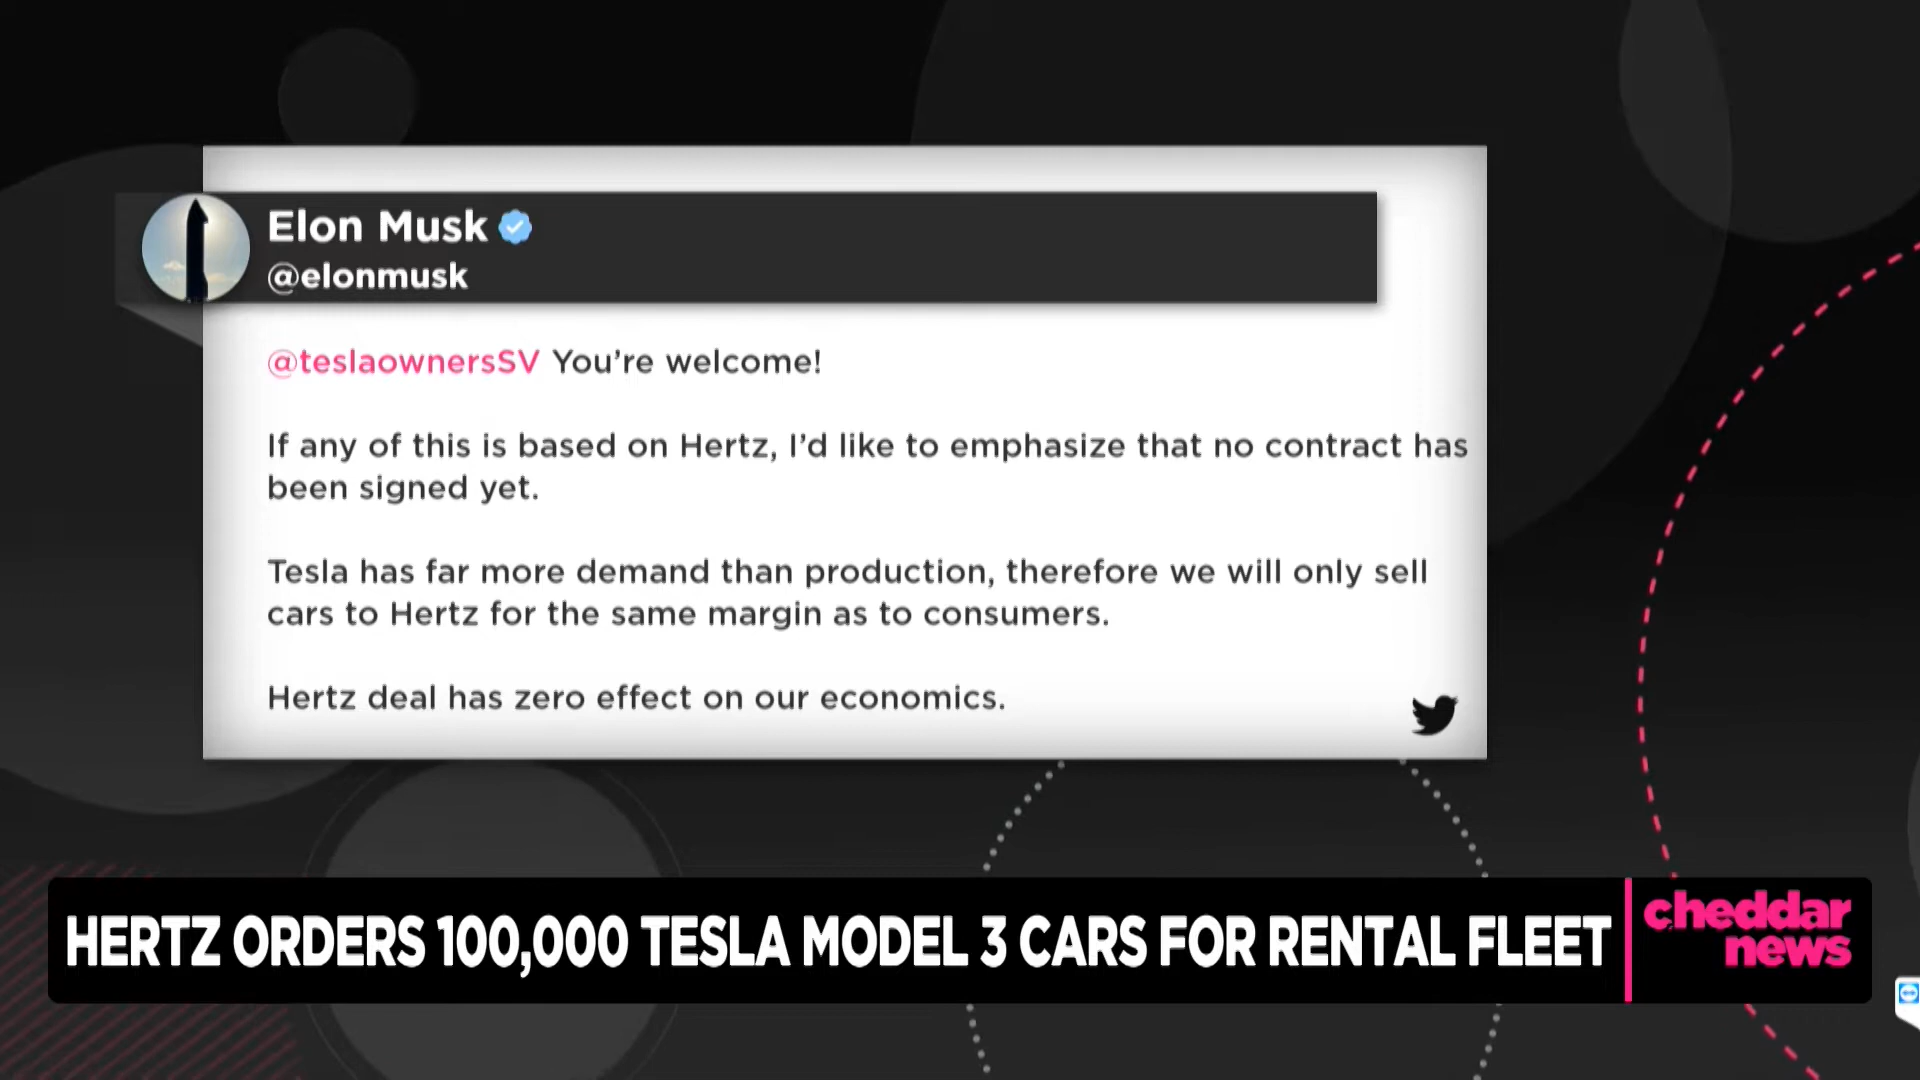 Elon Musk
@elonmusk
@teslaownersSV You’re welcome!
If any of this is based on Hertz, I’d like to emphasize that no contract has
been signed yet.
Tesla has far more demand than production, therefore we will only sell
cars to Hertz for the same margin as to consumers.
Hertz deal has zero effect on our economics.
HERTZ ORDERS 100,000 TESLA MODEL 3 CARS FOR RENTAL FLEET
cheddar
news